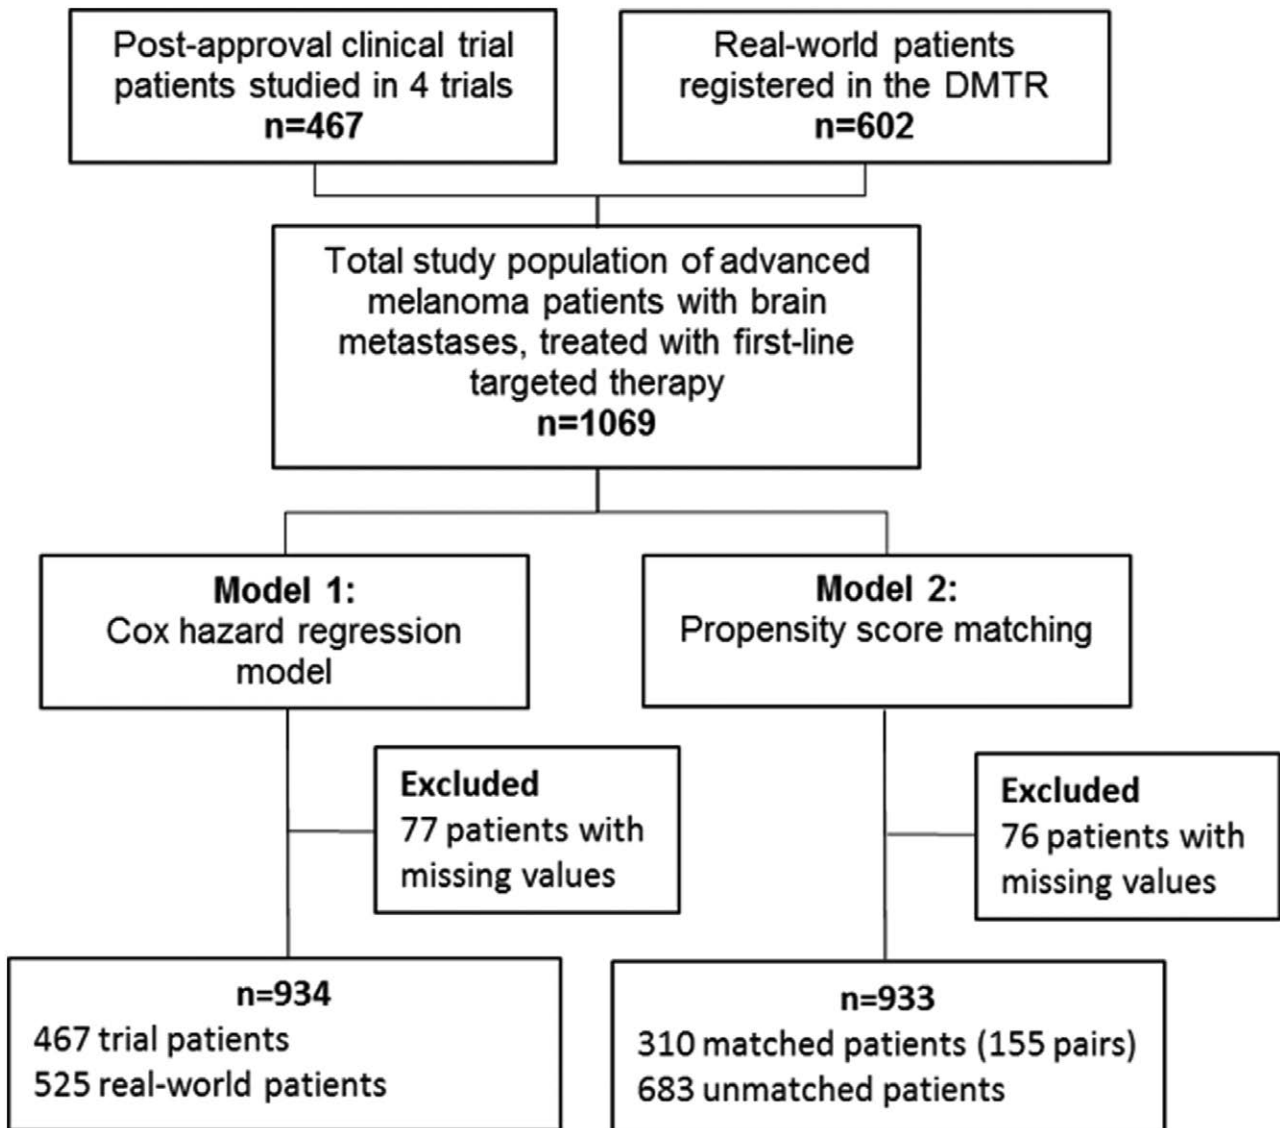 Post-approval clinical trial
patients studied in 4 trials
n=467
Real-world patients
registered in the DMTR
n=602
Total study population of advanced
melanoma patients with brain
metastases, treated with first-line
targeted therapy
n=1069
Model 1:
Cox hazard regression
model
Model 2:
Propensity score matching
Excluded
77 patients with
missing values
Excluded
76 patients with
missing values
n=934
467 trial patients
525 real-world patients
n=933
310 matched patients (155 pairs)
683 unmatched patients